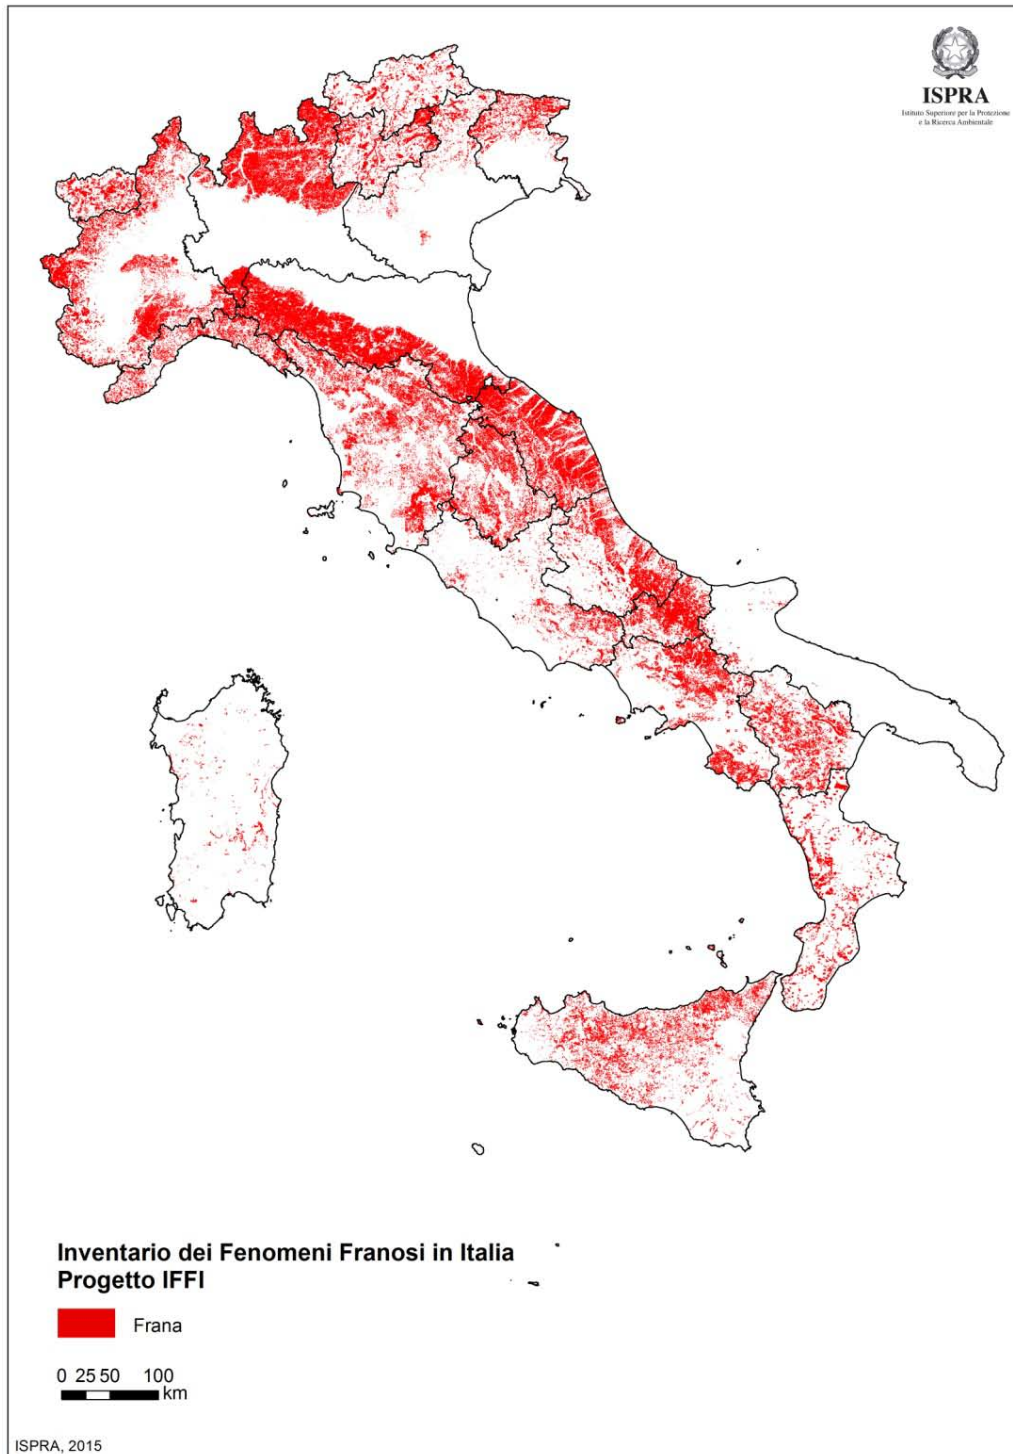 ISPRA
Istituto Superiore per la Protezione
e la Ricerca Ambientale
Inventario dei Fenomeni Franosi in Italia
Progetto IFFI
Frana
0 25 50 100
km
ISPRA, 2015